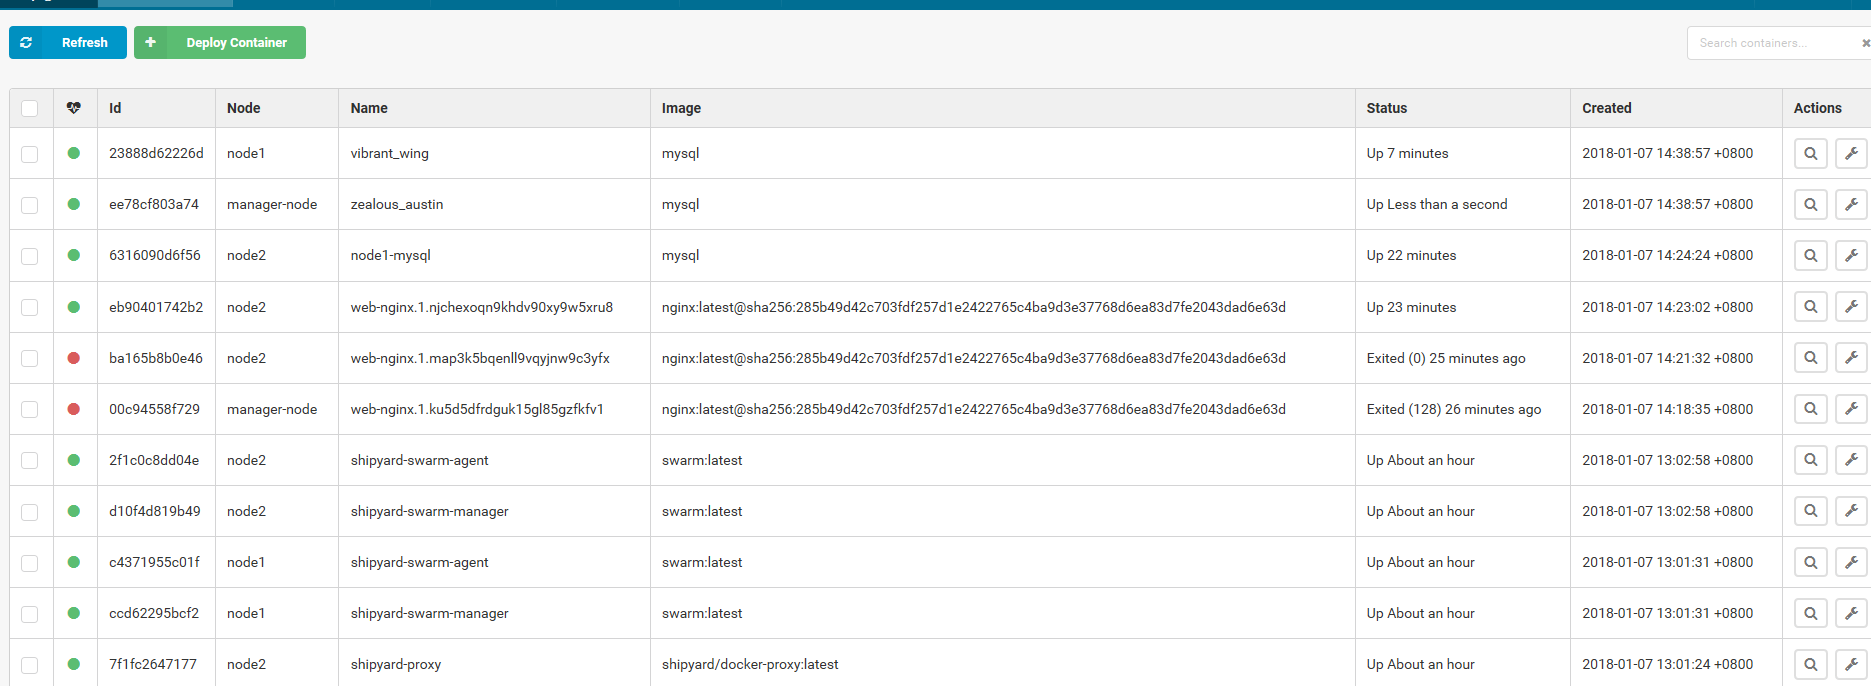 Refresh
Deploy Container
Search containers...
Id Node Name Image Status Created Actions
23888d62226d node1 vibrant_wing mysql Up 7 minutes 2018-01-07 14:38:57 +0800
ee78cf803a74 manager-node zealous_austin mysql Up Less than a second 2018-01-07 14:38:57 +0800
6316090d6f56 node2 node1-mysql mysql Up 22 minutes 2018-01-07 14:24:24 +0800
eb90401742b2 node2 web-nginx.1.njchexoqn9khdv90xy9w5xru8 nginx:latest@sha256:285b49d42c703fdf257d1e2422765c4ba9d3e37768d6ea83d7fe2043dad6e63d Up 23 minutes 2018-01-07 14:23:02 +0800
ba165b8b0e46 node2 web-nginx.1.map3k5bqenll9vqyjnw9c3yfx nginx:latest@sha256:285b49d42c703fdf257d1e2422765c4ba9d3e37768d6ea83d7fe2043dad6e63d Exited (0) 25 minutes ago 2018-01-07 14:21:32 +0800
00c94558f729 manager-node web-nginx.1.ku5d5dfrdguk15gl85gzfkfv1 nginx:latest@sha256:285b49d42c703fdf257d1e2422765c4ba9d3e37768d6ea83d7fe2043dad6e63d Exited (128) 26 minutes ago 2018-01-07 14:18:35 +0800
2f1c0c8dd04e node2 shipyard-swarm-agent swarm:latest Up About an hour 2018-01-07 13:02:58 +0800
d10f4d819b49 node2 shipyard-swarm-manager swarm:latest Up About an hour 2018-01-07 13:02:58 +0800
c4371955c01f node1 shipyard-swarm-agent swarm:latest Up About an hour 2018-01-07 13:01:31 +0800
ccd62295bcf2 node1 shipyard-swarm-manager swarm:latest Up About an hour 2018-01-07 13:01:31 +0800
7f1fc2647177 node2 shipyard-proxy shipyard/docker-proxy:latest Up About an hour 2018-01-07 13:01:24 +0800